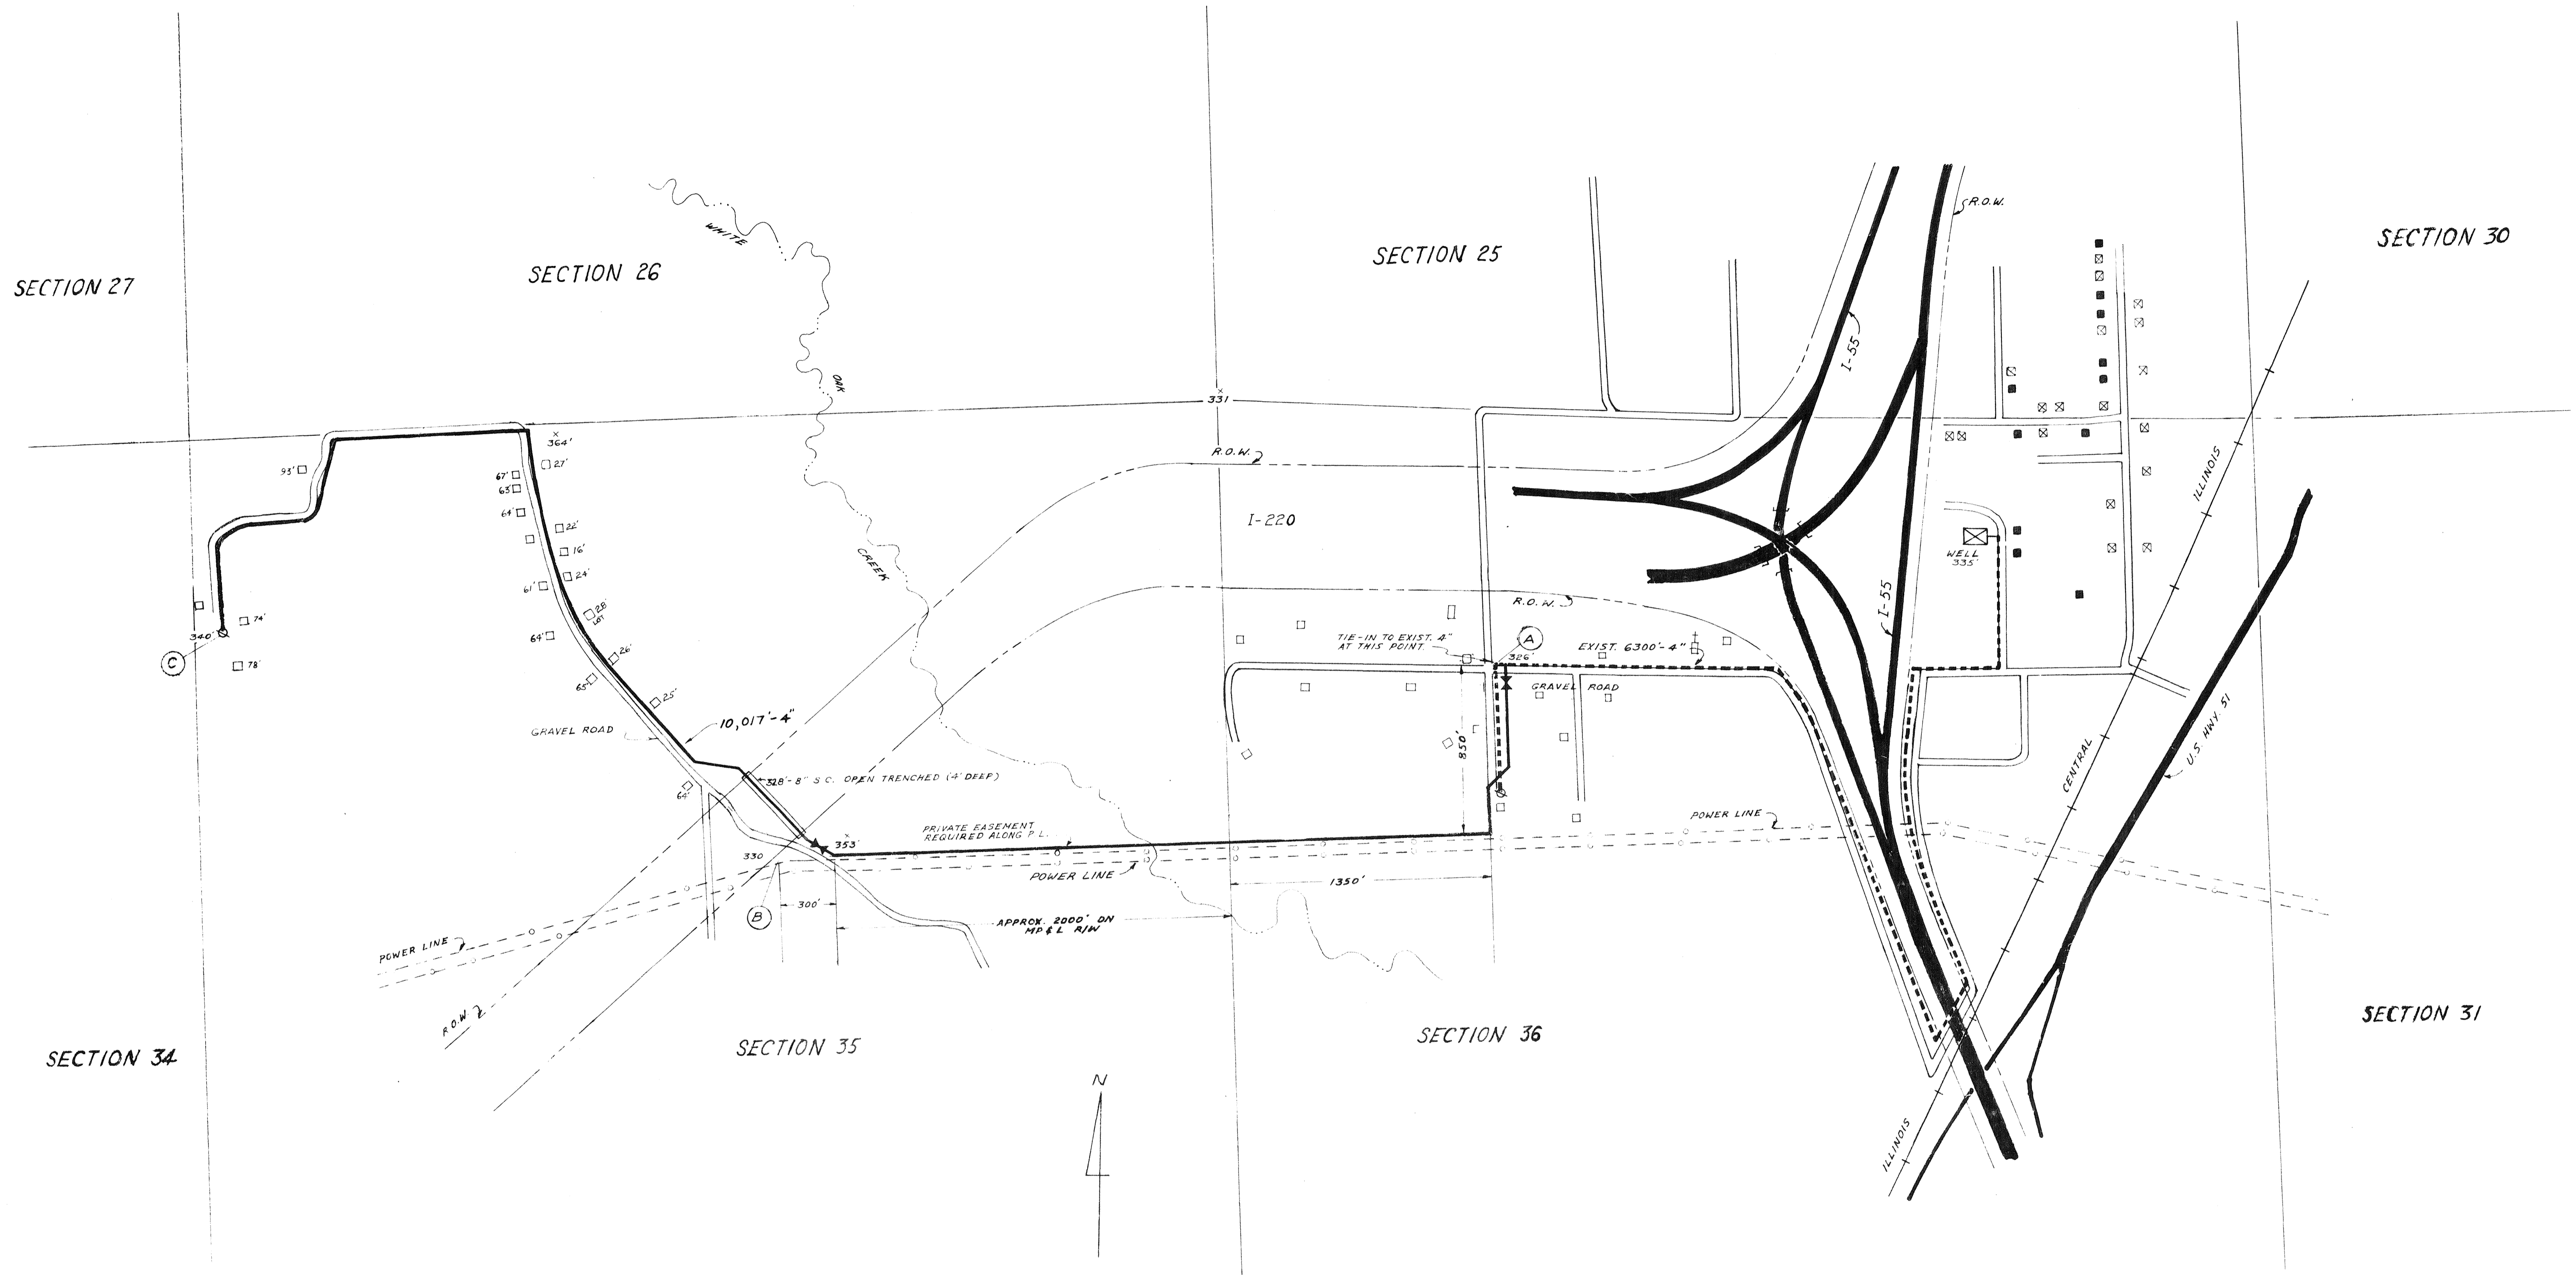 R.O.W.
SECTION 30
SECTION 25
SECTION 26
SECTION 27
WHITE
OAK
CREEK
I-55
331
364'
93'
27'
67'
63'
64'
22'
16'
24'
61'
28'
LOT
64'
26'
65'
25'
74'
340'
78'
C
R.O.W.
I-220
R.O.W.
ILLINOIS
WELL
335'
I-55
TIE-IN TO EXIST. 4"
AT THIS POINT.
A
326'
EXIST. 6300'-4"
GRAVEL ROAD
850'
10,017'-4"
GRAVEL ROAD
328'-8" S.C. OPEN TRENCHED (4' DEEP)
64'
CENTRAL
U.S. HWY. 51
PRIVATE EASEMENT
REQUIRED ALONG P.L.
353'
330
POWER LINE
POWER LINE
1350'
300'
B
APPROX. 2000' ON
MP&L R/W
POWER LINE
R.O.W.
SECTION 34
SECTION 35
SECTION 36
SECTION 31
N
ILLINOIS